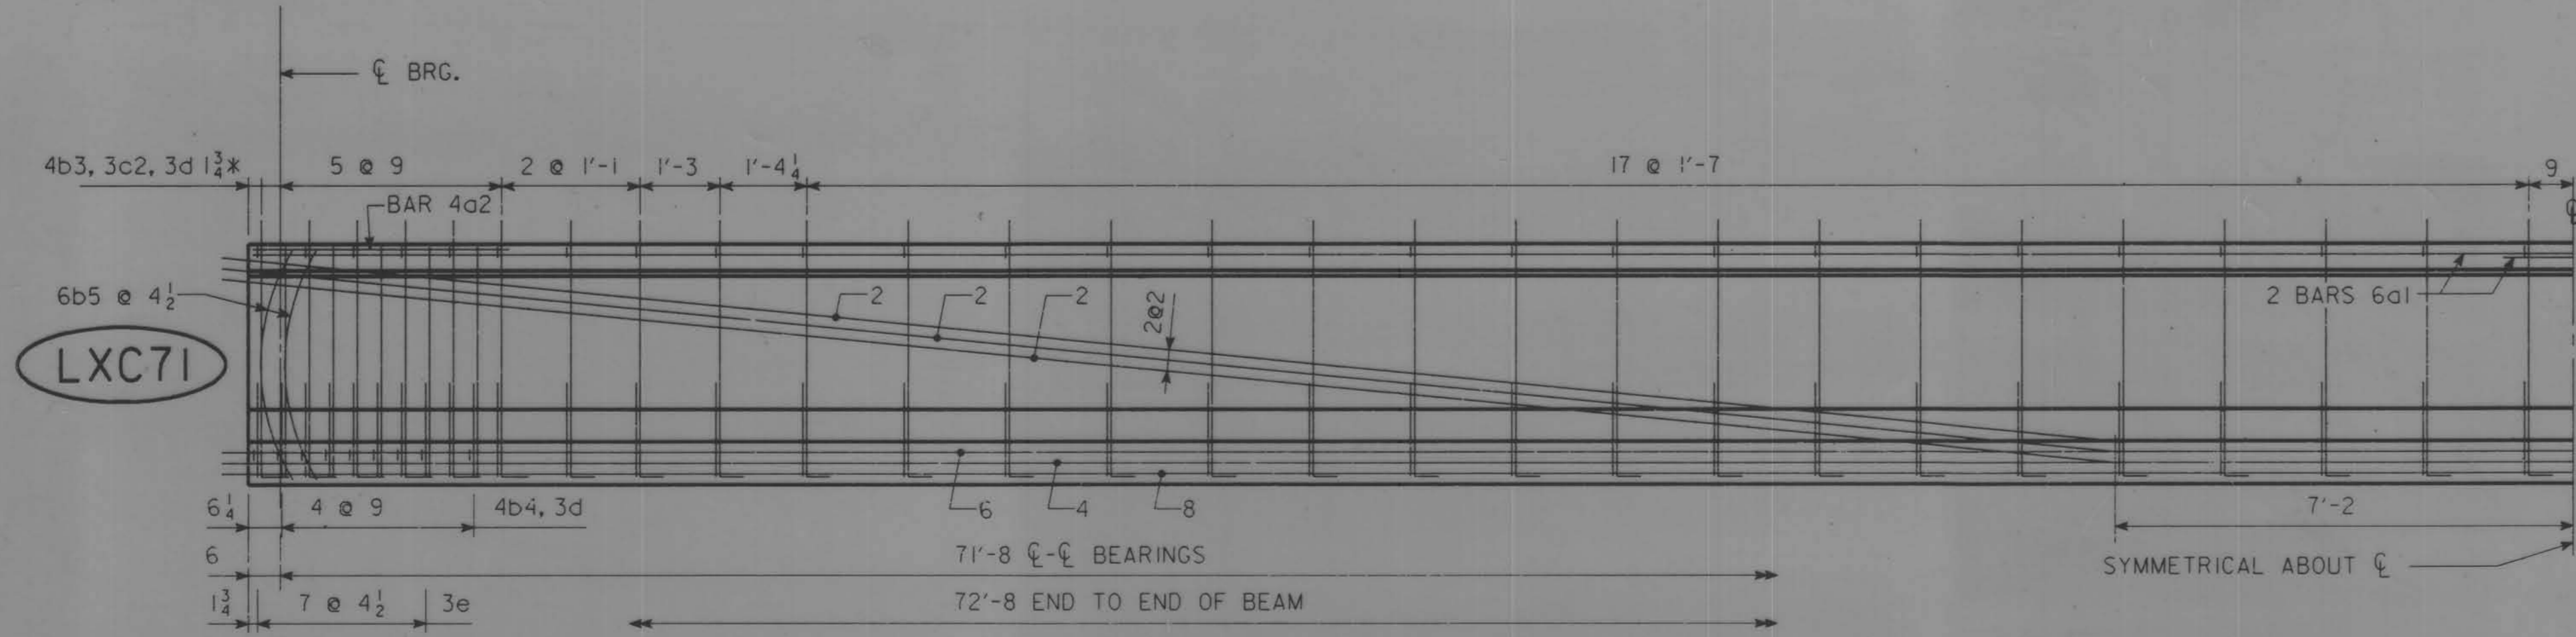 ℄ BRG.
4b3, 3c2, 3d 1¾* 5 @ 9 2 @ 1'-1 1'-3 1'-4¼ 17 @ 1'-7 9
BAR 4a2
℄
6b5 @ 4½ 2 2 2 2@2 2 BARS 6a1
LXC71
6¼ 4 @ 9 4b4, 3d 6 4 8 7'-2
6 71'-8 ℄-℄ BEARINGS SYMMETRICAL ABOUT ℄
1¾ 7 @ 4½ 3e 72'-8 END TO END OF BEAM